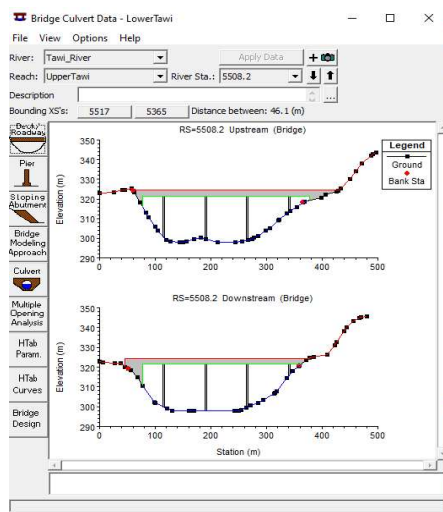 Bridge Culvert Data - LowerTawi
File View Options Help
River: Tawi_River Apply Data
Reach: UpperTawi River Sta.: 5508.2
Description ...
Bounding XS's: 5517 5365 Distance between: 46.1 (m)
Deck/
Roadway
Pier
Sloping
Abutment
Bridge
Modeling
Approach
Culvert
Multiple
Opening
Analysis
HTab
Param.
HTab
Curves
Bridge
Design
RS=5508.2 Upstream (Bridge)
Elevation (m)
350
340
330
320
310
300
290
0 100 200 300 400 500
Legend
Ground
Bank Sta
RS=5508.2 Downstream (Bridge)
Elevation (m)
350
340
330
320
310
300
290
0 100 200 300 400 500
Station (m)